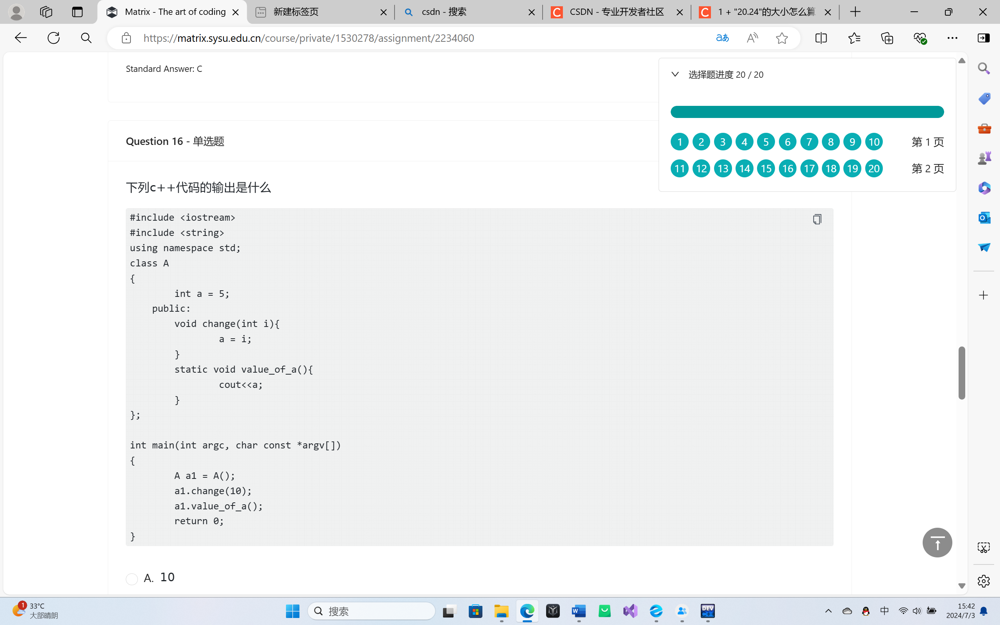 Matrix - The art of coding
新建标签页
csdn - 搜索
CSDN - 专业开发者社区
1 + "20.24"的大小怎么算
https://matrix.sysu.edu.cn/course/private/1530278/assignment/2234060
Standard Answer: C
选择题进度 20 / 20
1 2 3 4 5 6 7 8 9 10 第 1 页
11 12 13 14 15 16 17 18 19 20 第 2 页
Question 16 - 单选题
下列c++代码的输出是什么
#include <iostream>
#include <string>
using namespace std;
class A
{
        int a = 5;
    public:
        void change(int i){
                a = i;
        }
        static void value_of_a(){
                cout<<a;
        }
};
int main(int argc, char const *argv[])
{
        A a1 = A();
        a1.change(10);
        a1.value_of_a();
        return 0;
}
A. 10
1
33°C
大部晴朗
搜索
DEV
C++
中
15:42
2024/7/3